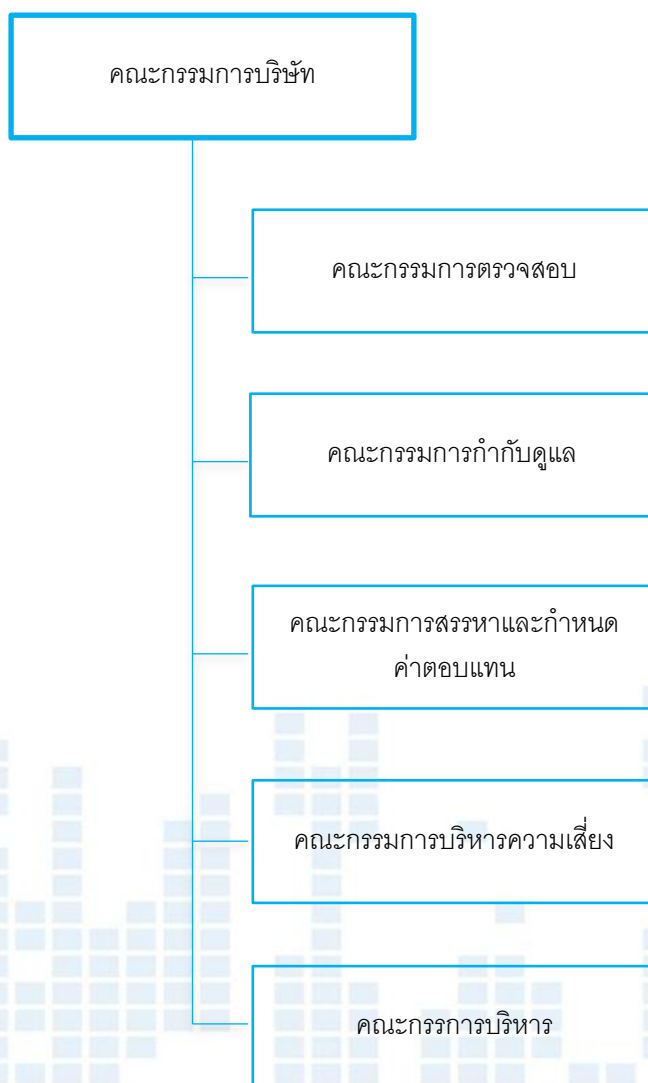 คณะกรรมการบริษัท
คณะกรรมการตรวจสอบ
คณะกรรมการกำกับดูแล
คณะกรรมการสรรหาและกำหนด
ค่าตอบแทน
คณะกรรมการบริหารความเสี่ยง
คณะกรรการบริหาร